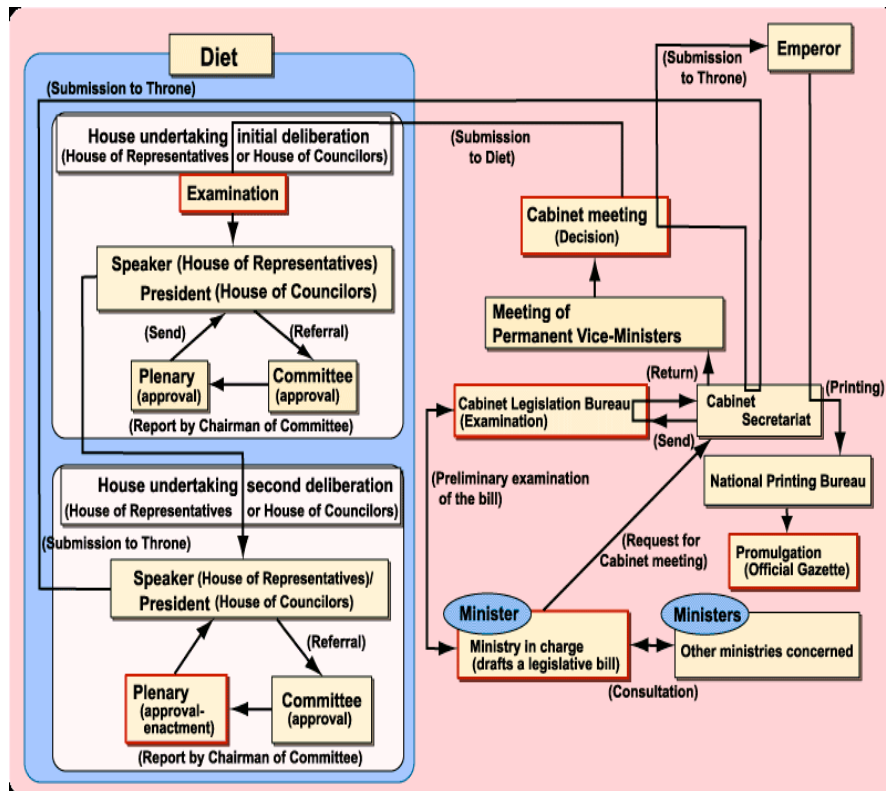 Diet
(Submission to Throne)
House undertaking initial deliberation
(House of Representatives or House of Councilors)
Examination
Speaker (House of Representatives)
President (House of Councilors)
(Send)
(Referral)
Plenary
(approval)
Committee
(approval)
(Report by Chairman of Committee)
House undertaking second deliberation
(House of Representatives or House of Councilors)
(Submission to Throne)
Speaker (House of Representatives)/
President (House of Councilors)
(Referral)
Plenary
(approval-
enactment)
Committee
(approval)
(Report by Chairman of Committee)
Emperor
(Submission
to Throne)
(Submission
to Diet)
Cabinet meeting
(Decision)
Meeting of
Permanent Vice-Ministers
(Return)
(Printing)
Cabinet Legislation Bureau
(Examination)
Cabinet
Secretariat
(Send)
(Preliminary examination
of the bill)
National Printing Bureau
(Request for
Cabinet meeting)
Promulgation
(Official Gazette)
Minister
Ministry in charge
(drafts a legislative bill)
Ministers
Other ministries concerned
(Consultation)